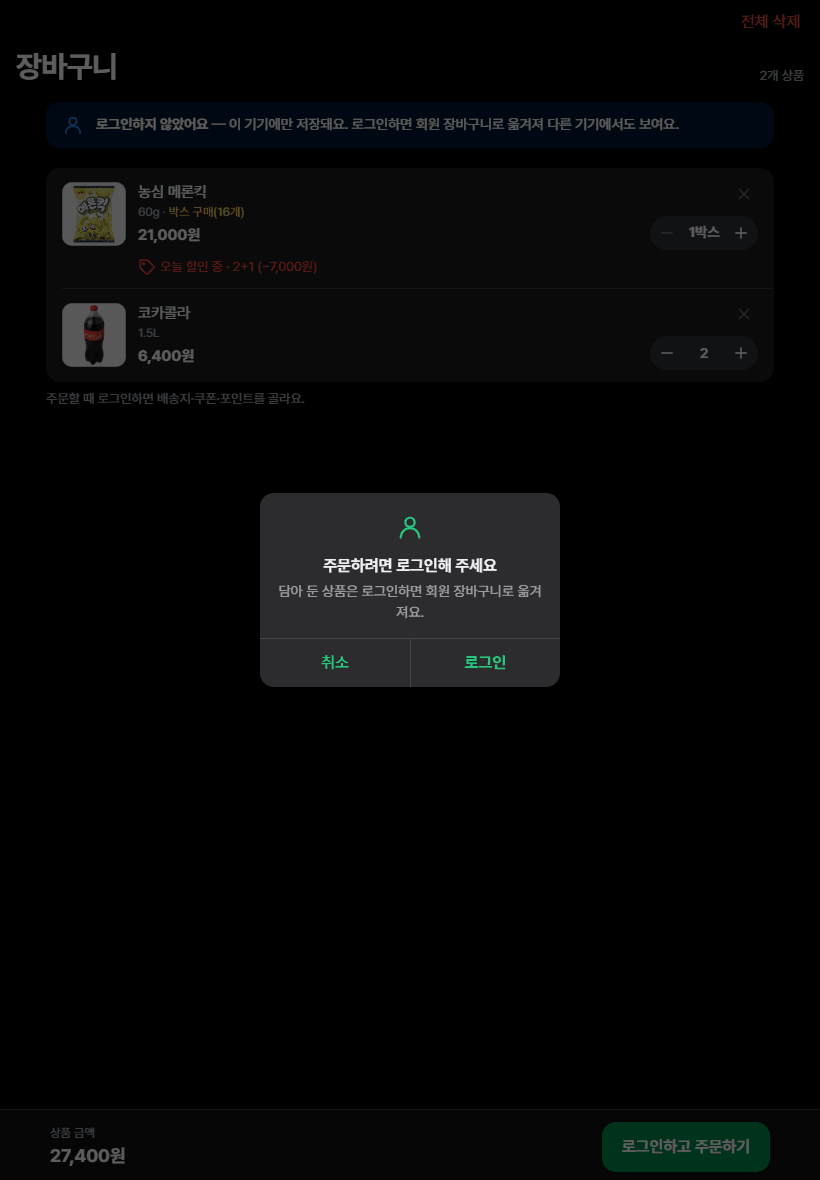 전체 삭제
장바구니
2개 상품
로그인하지 않았어요 — 이 기기에만 저장돼요. 로그인하면 회원 장바구니로 옮겨져 다른 기기에서도 보여요.
농심 메론킥
60g · 박스 구매(16개)
1박스
21,000원
오늘 할인 중 · 2+1 (−7,000원)
코카콜라
1.5L
2
6,400원
주문할 때 로그인하면 배송지·쿠폰·포인트를 골라요.
주문하려면 로그인해 주세요
담아 둔 상품은 로그인하면 회원 장바구니로 옮겨
져요.
취소
로그인
상품 금액
27,400원
로그인하고 주문하기